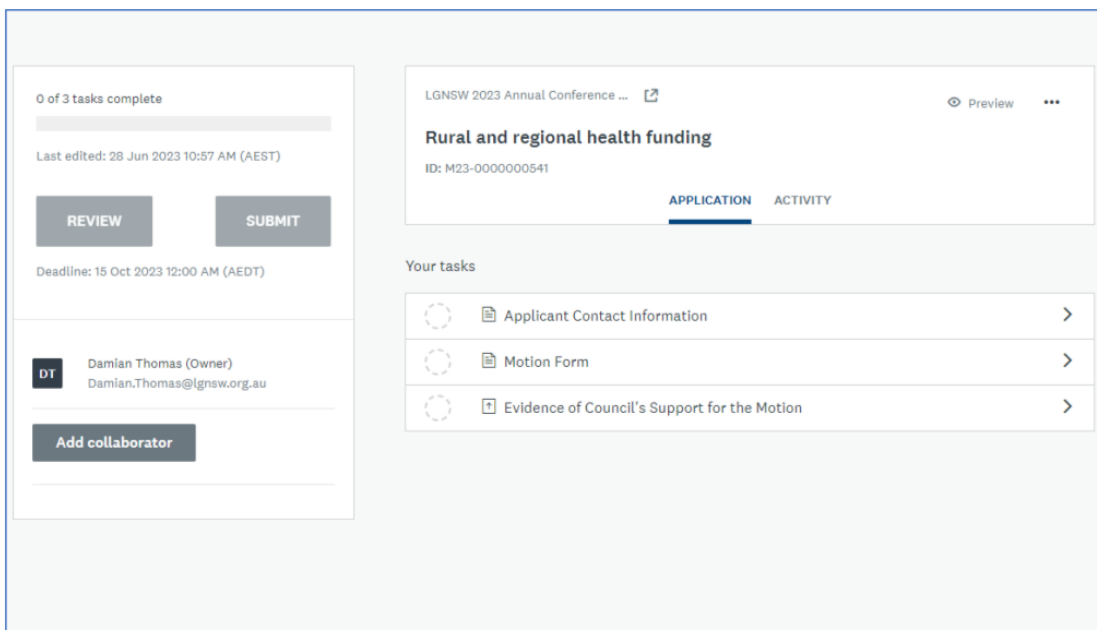 0 of 3 tasks complete
Last edited: 28 Jun 2023 10:57 AM (AEST)
REVIEW
SUBMIT
Deadline: 15 Oct 2023 12:00 AM (AEDT)
DT
Damian Thomas (Owner)
Damian.Thomas@lgnsw.org.au
Add collaborator
LGNSW 2023 Annual Conference ...
Preview
Rural and regional health funding
ID: M23-0000000541
APPLICATION
ACTIVITY
Your tasks
Applicant Contact Information
Motion Form
Evidence of Council's Support for the Motion